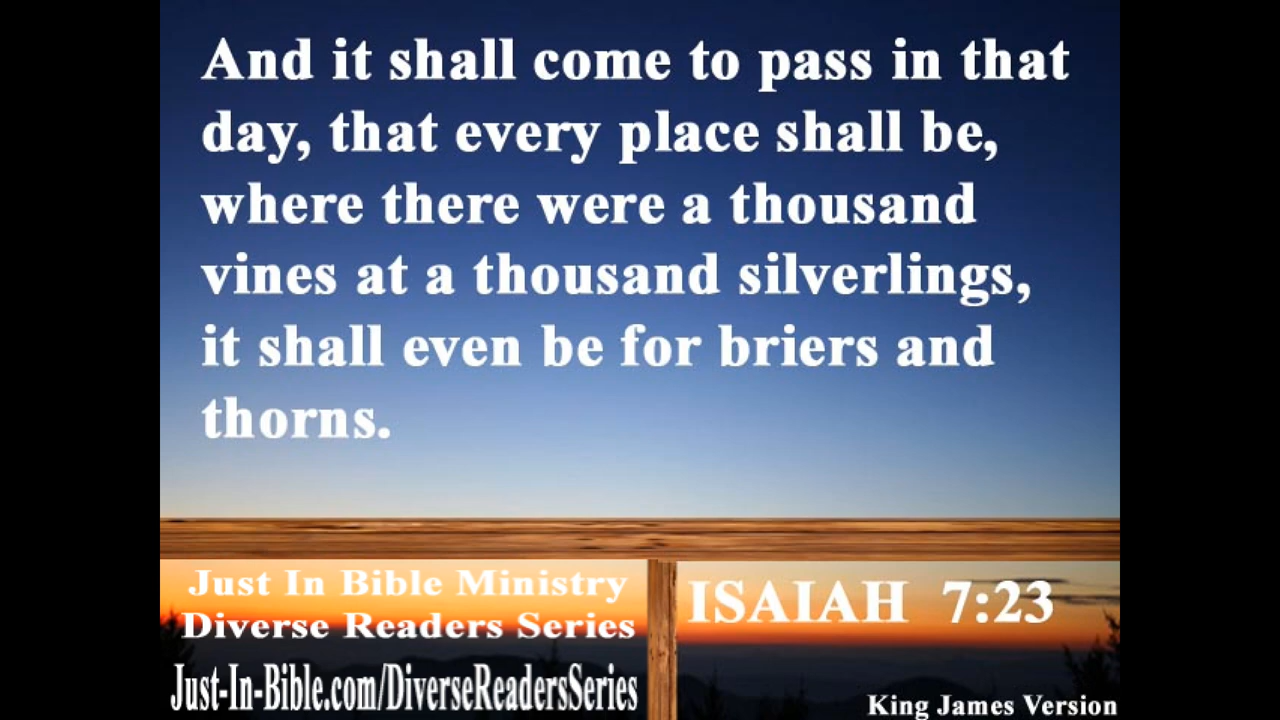 And it shall come to pass in that
day, that every place shall be,
where there were a thousand
vines at a thousand silverlings,
it shall even be for briers and
thorns.
Just In Bible Ministry
Diverse Readers Series
Just-In-Bible.com/DiverseReadersSeries
ISAIAH 7:23
King James Version